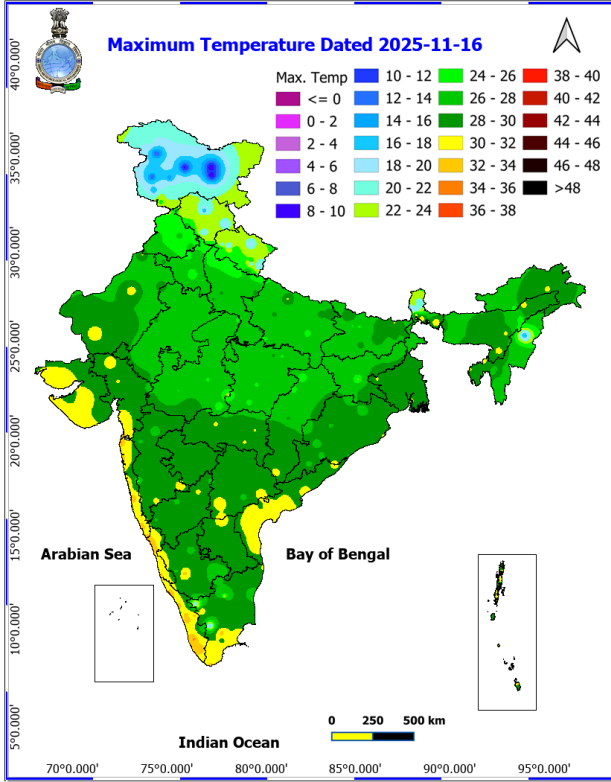 Maximum Temperature Dated 2025-11-16
Max. Temp
<= 0
0 - 2
2 - 4
4 - 6
6 - 8
8 - 10
10 - 12
12 - 14
14 - 16
16 - 18
18 - 20
20 - 22
22 - 24
24 - 26
26 - 28
28 - 30
30 - 32
32 - 34
34 - 36
36 - 38
38 - 40
40 - 42
42 - 44
44 - 46
46 - 48
>48
40°0.000'
35°0.000'
30°0.000'
25°0.000'
20°0.000'
15°0.000'
10°0.000'
5°0.000'
Arabian Sea
Bay of Bengal
Indian Ocean
0 250 500 km
70°0.000' 75°0.000' 80°0.000' 85°0.000' 90°0.000' 95°0.000'